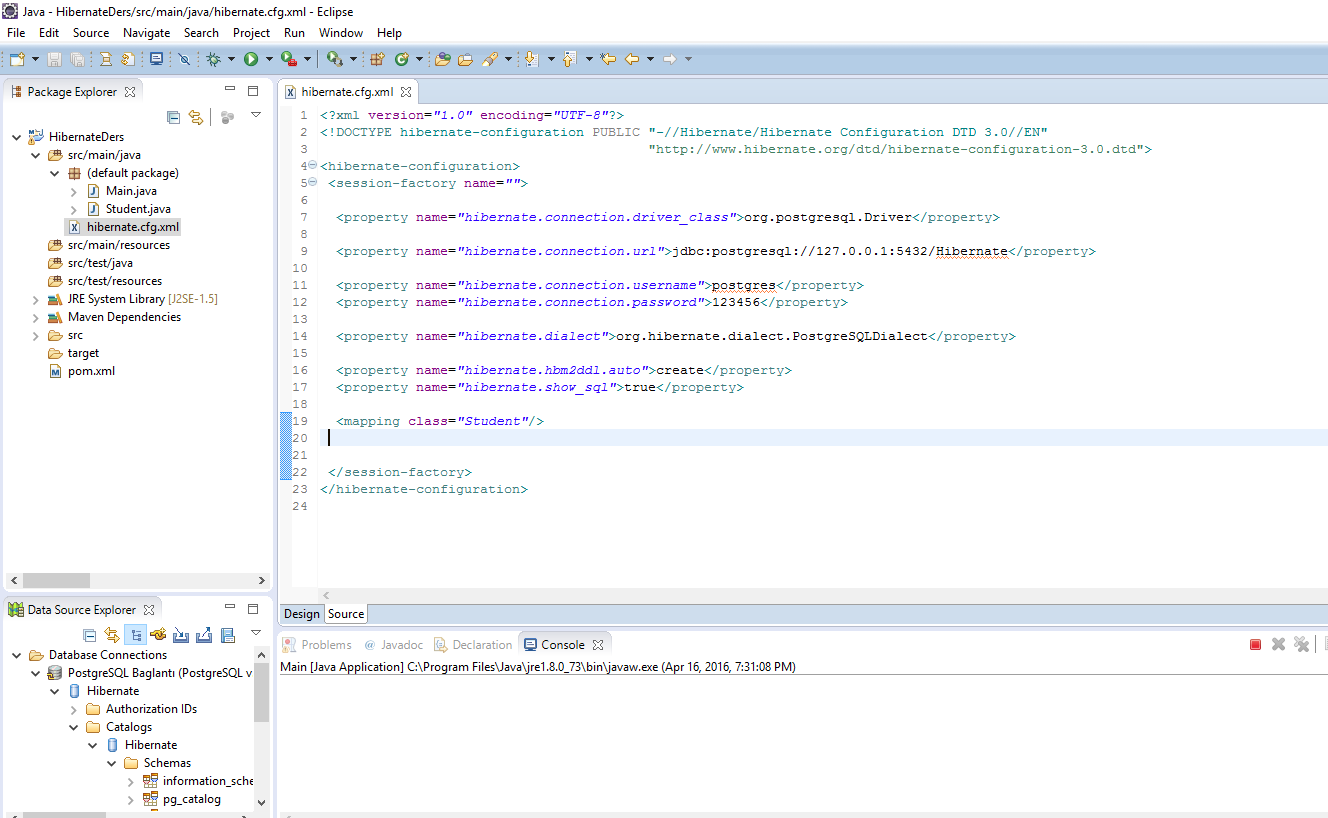 Java - HibernateDers/src/main/java/hibernate.cfg.xml - Eclipse
File Edit Source Navigate Search Project Run Window Help
Package Explorer
HibernateDers
src/main/java
(default package)
Main.java
Student.java
hibernate.cfg.xml
src/main/resources
src/test/java
src/test/resources
JRE System Library [J2SE-1.5]
Maven Dependencies
src
target
pom.xml
hibernate.cfg.xml
1 <?xml version="1.0" encoding="UTF-8"?>
2 <!DOCTYPE hibernate-configuration PUBLIC "-//Hibernate/Hibernate Configuration DTD 3.0//EN"
3 "http://www.hibernate.org/dtd/hibernate-configuration-3.0.dtd">
4 <hibernate-configuration>
5 <session-factory name="">
6
7 <property name="hibernate.connection.driver_class">org.postgresql.Driver</property>
8
9 <property name="hibernate.connection.url">jdbc:postgresql://127.0.0.1:5432/Hibernate</property>
10
11 <property name="hibernate.connection.username">postgres</property>
12 <property name="hibernate.connection.password">123456</property>
13
14 <property name="hibernate.dialect">org.hibernate.dialect.PostgreSQLDialect</property>
15
16 <property name="hibernate.hbm2ddl.auto">create</property>
17 <property name="hibernate.show_sql">true</property>
18
19 <mapping class="Student"/>
20
21
22 </session-factory>
23 </hibernate-configuration>
24
Design Source
Data Source Explorer
Database Connections
PostgreSQL Baglantı (PostgreSQL v
Hibernate
Authorization IDs
Catalogs
Hibernate
Schemas
information_sche
pg_catalog
Problems @ Javadoc Declaration Console
Main [Java Application] C:\Program Files\Java\jre1.8.0_73\bin\javaw.exe (Apr 16, 2016, 7:31:08 PM)